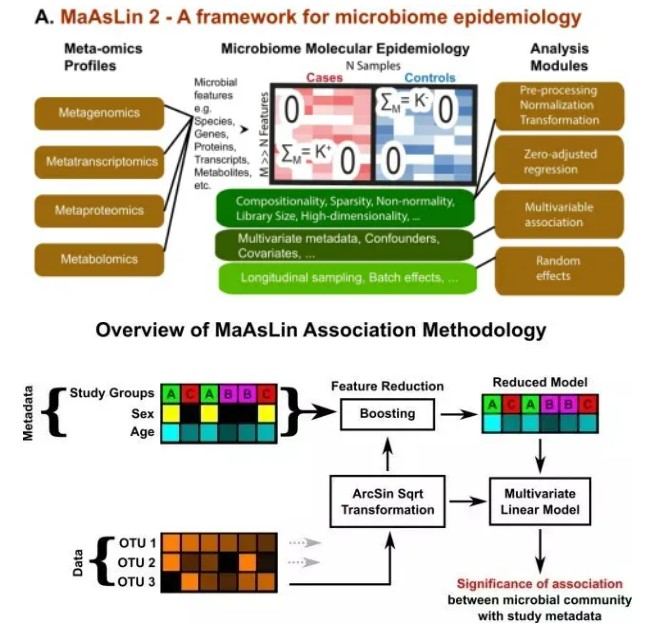 A. MaAsLin 2 - A framework for microbiome epidemiology
Meta-omics
Profiles
Metagenomics
Metatranscriptomics
Metaproteomics
Metabolomics
Microbial
features
e.g.
Species,
Genes,
Proteins,
Transcripts,
Metabolites,
etc.
Microbiome Molecular Epidemiology
N Samples
Cases
Controls
M >> N Features
0
ΣM = K+
0
ΣM = K-
0
0
Compositionality, Sparsity, Non-normality,
Library Size, High-dimensionality, ...
Multivariate metadata, Confounders,
Covariates, ...
Longitudinal sampling, Batch effects, ...
Analysis
Modules
Pre-processing
Normalization
Transformation
Zero-adjusted
regression
Multivariable
association
Random
effects
Overview of MaAsLin Association Methodology
Metadata
Study Groups
A C A B B C
Sex
Age
Feature Reduction
Boosting
Reduced Model
A C A B B C
ArcSin Sqrt
Transformation
Multivariate
Linear Model
Data
OTU 1
OTU 2
OTU 3
Significance of association
between microbial community
with study metadata